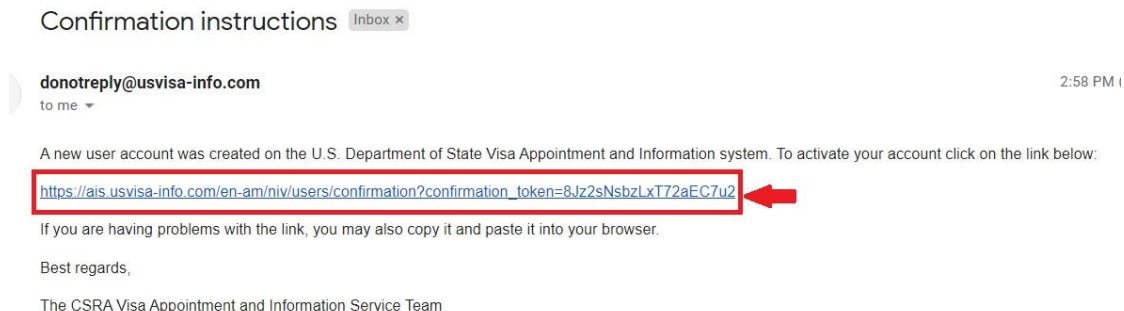 Confirmation instructions Inbox ×
donotreply@usvisa-info.com 2:58 PM (
to me
A new user account was created on the U.S. Department of State Visa Appointment and Information system. To activate your account click on the link below:
https://ais.usvisa-info.com/en-am/niv/users/confirmation?confirmation_token=8Jz2sNsbzLxT72aEC7u2
If you are having problems with the link, you may also copy it and paste it into your browser.
Best regards,
The CSRA Visa Appointment and Information Service Team